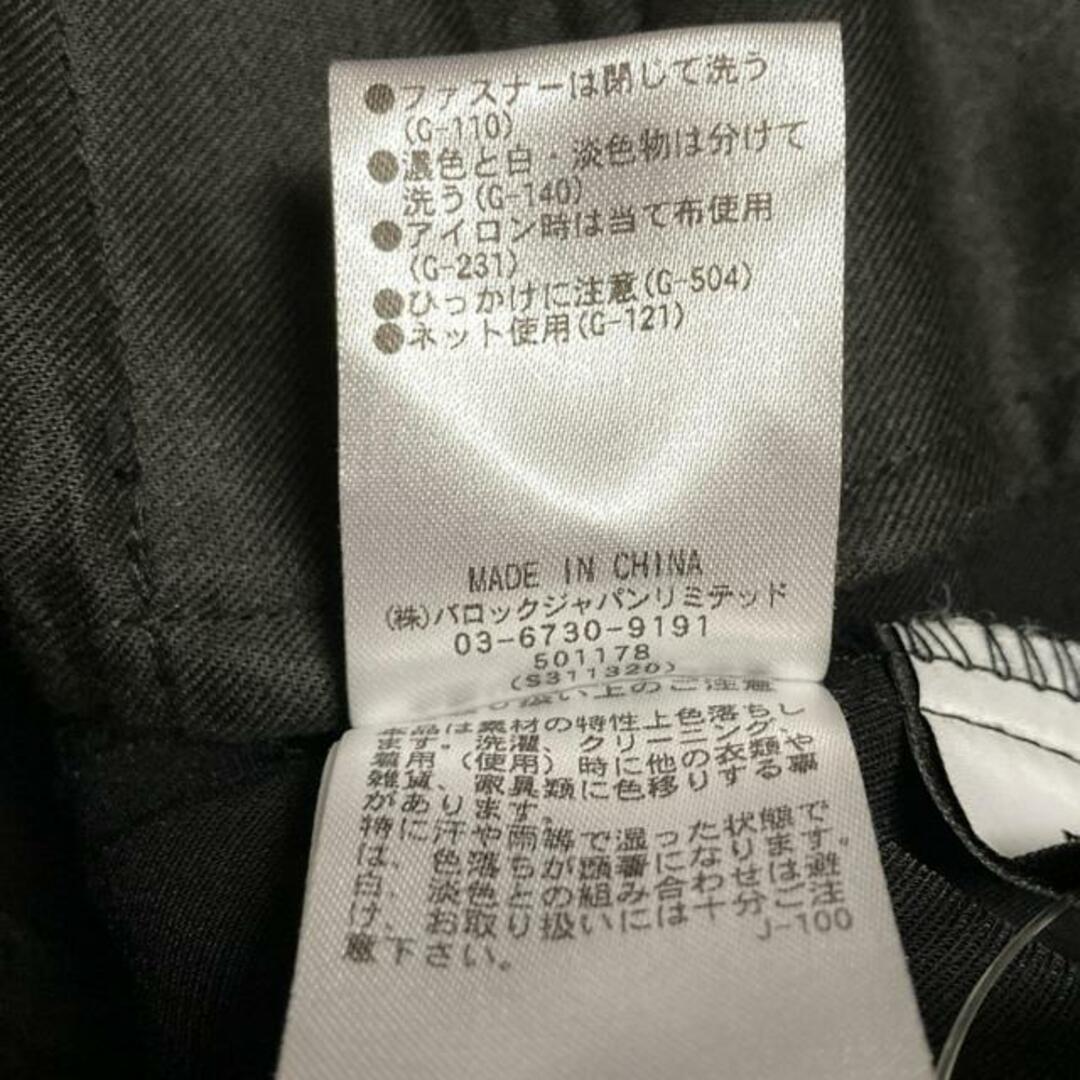 ●ファスナーは閉じて洗う
(G-110)
●濃色と白・淡色物は分けて
洗う(G-140)
●アイロン時は当て布使用
(G-231)
●ひっかけに注意(G-504)
●ネット使用(G-121)
MADE IN CHINA
(株)バロックジャパンリミテッド
03-6730-9191
501178
(S311320)
扱い上のご注意
本品は素材の特性上色落ちし
ます。洗濯、クリーニング、
着用(使用)時に他の衣類や
雑貨、家具類に色移りする事
があります。
特に汗や雨等で湿った状態で
は、色落ちが顕著になります。
白、淡色との組み合わせは避
け、お取り扱いには十分ご注
意下さい。
J-100